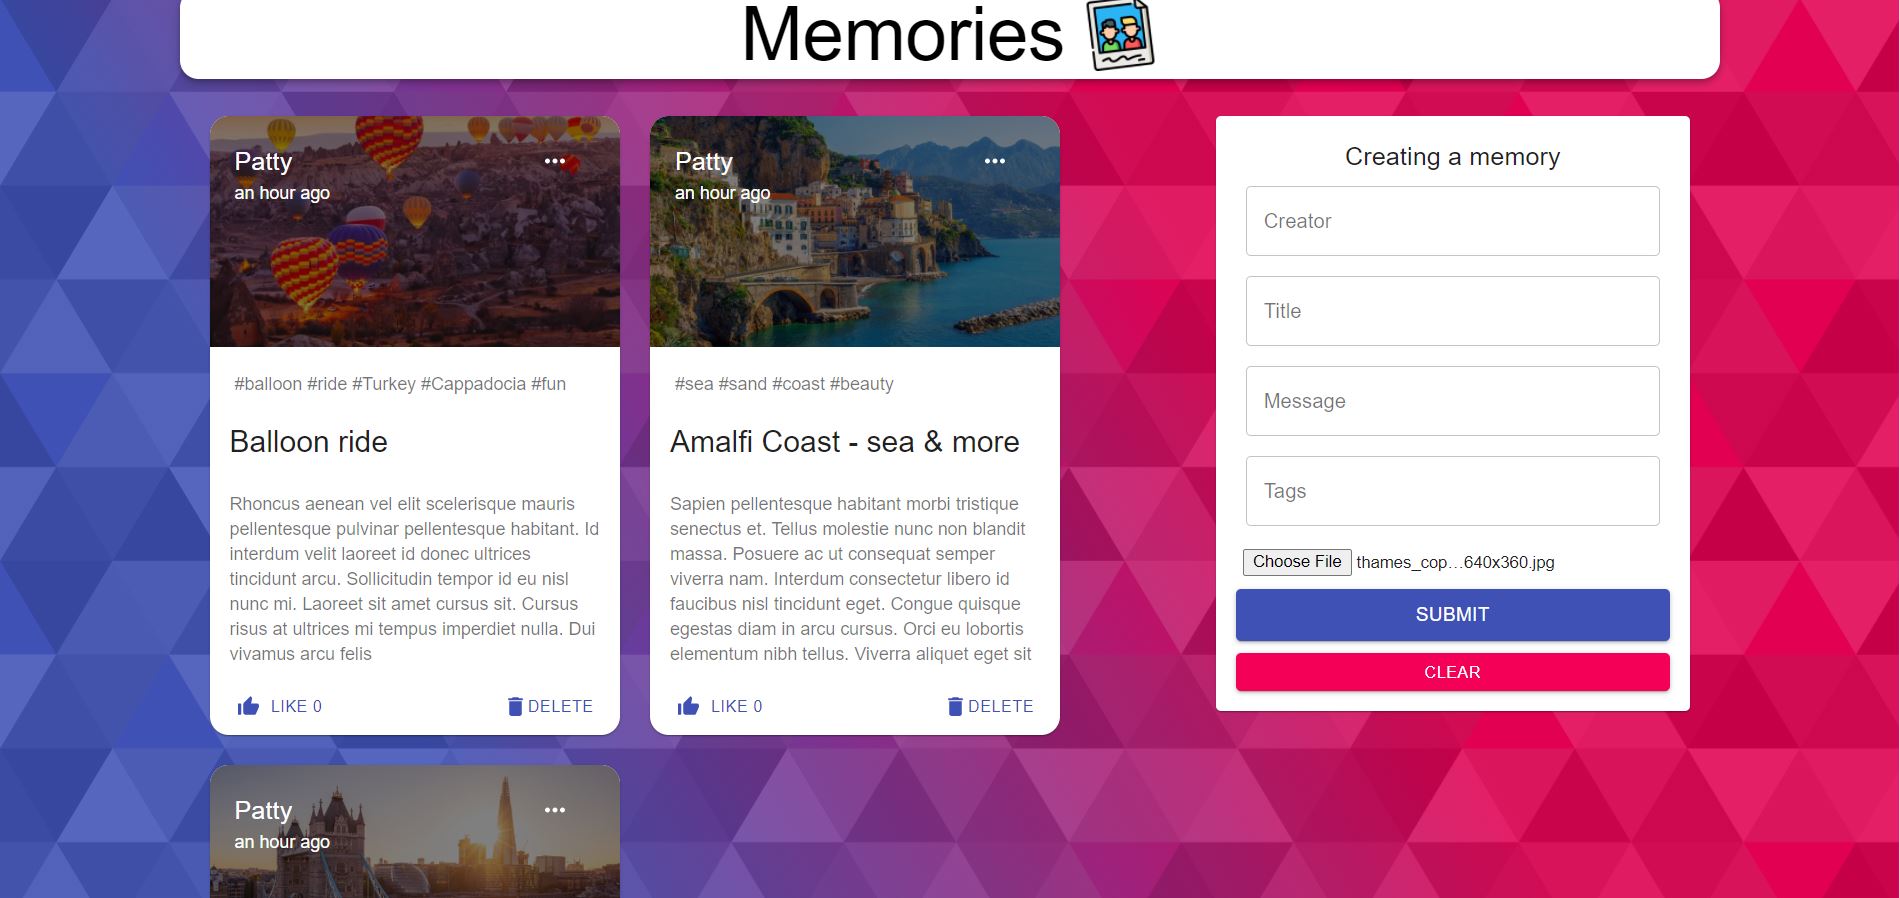 Memories
Patty
an hour ago
#balloon #ride #Turkey #Cappadocia #fun
Balloon ride
Rhoncus aenean vel elit scelerisque mauris
pellentesque pulvinar pellentesque habitant. Id
interdum velit laoreet id donec ultrices
tincidunt arcu. Sollicitudin tempor id eu nisl
nunc mi. Laoreet sit amet cursus sit. Cursus
risus at ultrices mi tempus imperdiet nulla. Dui
vivamus arcu felis
LIKE 0
DELETE
Patty
an hour ago
#sea #sand #coast #beauty
Amalfi Coast - sea & more
Sapien pellentesque habitant morbi tristique
senectus et. Tellus molestie nunc non blandit
massa. Posuere ac ut consequat semper
viverra nam. Interdum consectetur libero id
faucibus nisl tincidunt eget. Congue quisque
egestas diam in arcu cursus. Orci eu lobortis
elementum nibh tellus. Viverra aliquet eget sit
LIKE 0
DELETE
Patty
an hour ago
Creating a memory
Creator
Title
Message
Tags
Choose File thames_cop...640x360.jpg
SUBMIT
CLEAR